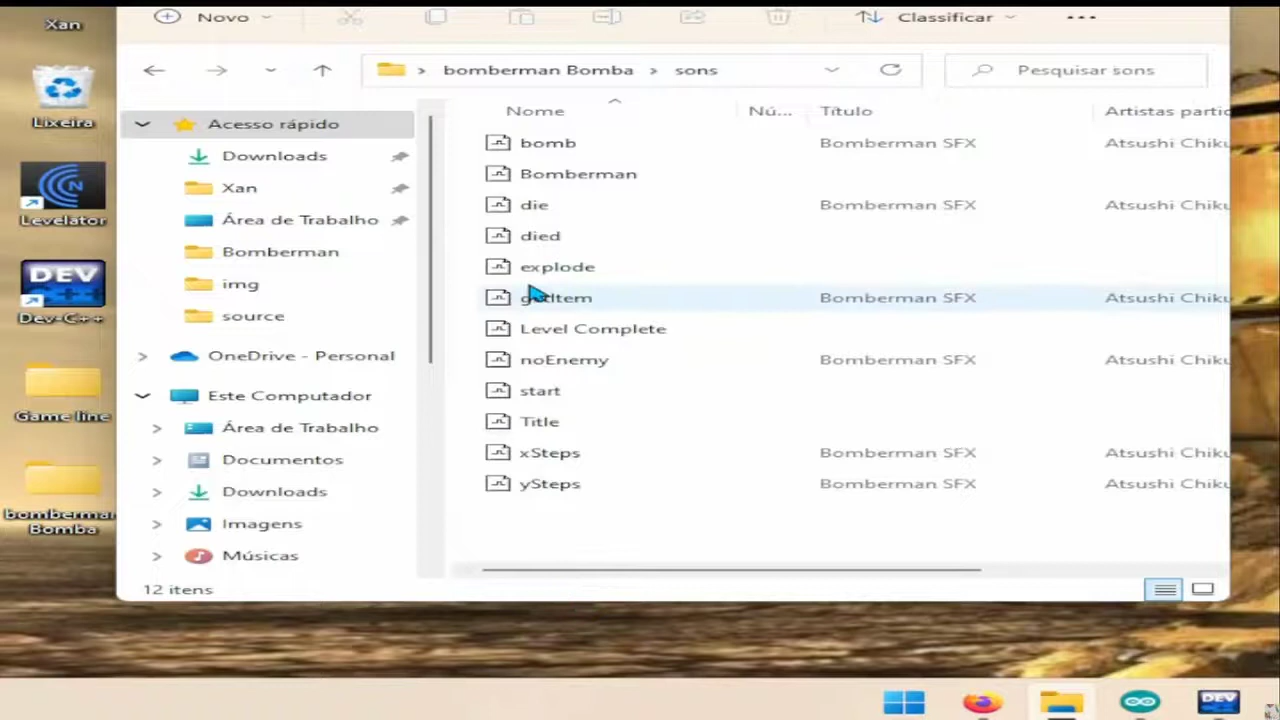 Xan
Lixeira
Levelator
DEV
Dev-C++
Game line
Bomba
Novo
Classificar
bomberman Bomba > sons
Pesquisar sons
Acesso rápido
Downloads
Xan
Área de Trabalho
Bomberman
img
source
OneDrive - Personal
Este Computador
Área de Trabalho
Documentos
Downloads
Imagens
Músicas
Nome Nú... Título Artistas partic
bomb Bomberman SFX Atsushi Chiku
Bomberman
die Bomberman SFX Atsushi Chiku
died
explode
Bomberman SFX Atsushi Chiku
Level Complete
noEnemy Bomberman SFX Atsushi Chiku
start
Title
xSteps Bomberman SFX Atsushi Chiku
ySteps Bomberman SFX Atsushi Chiku
12 itens
DEV